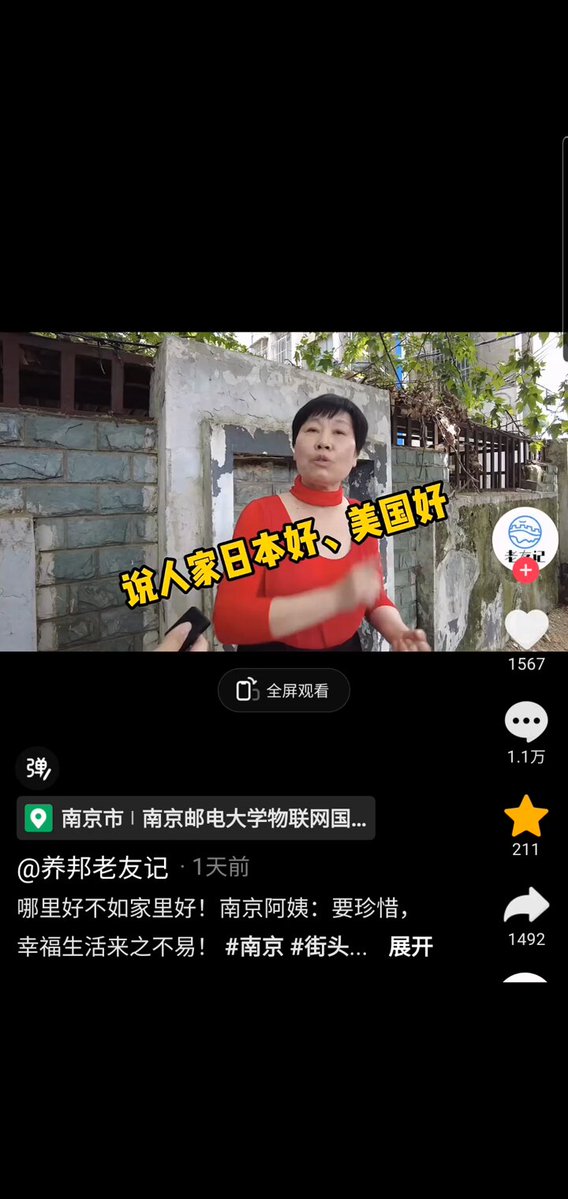 说人家日本好、美国好
老友记
1567
全屏观看
1.1万
弹
南京市 | 南京邮电大学物联网国...
211
@养邦老友记 · 1天前
哪里好不如家里好！南京阿姨：要珍惜，
1492
幸福生活来之不易！ #南京 #街头... 展开